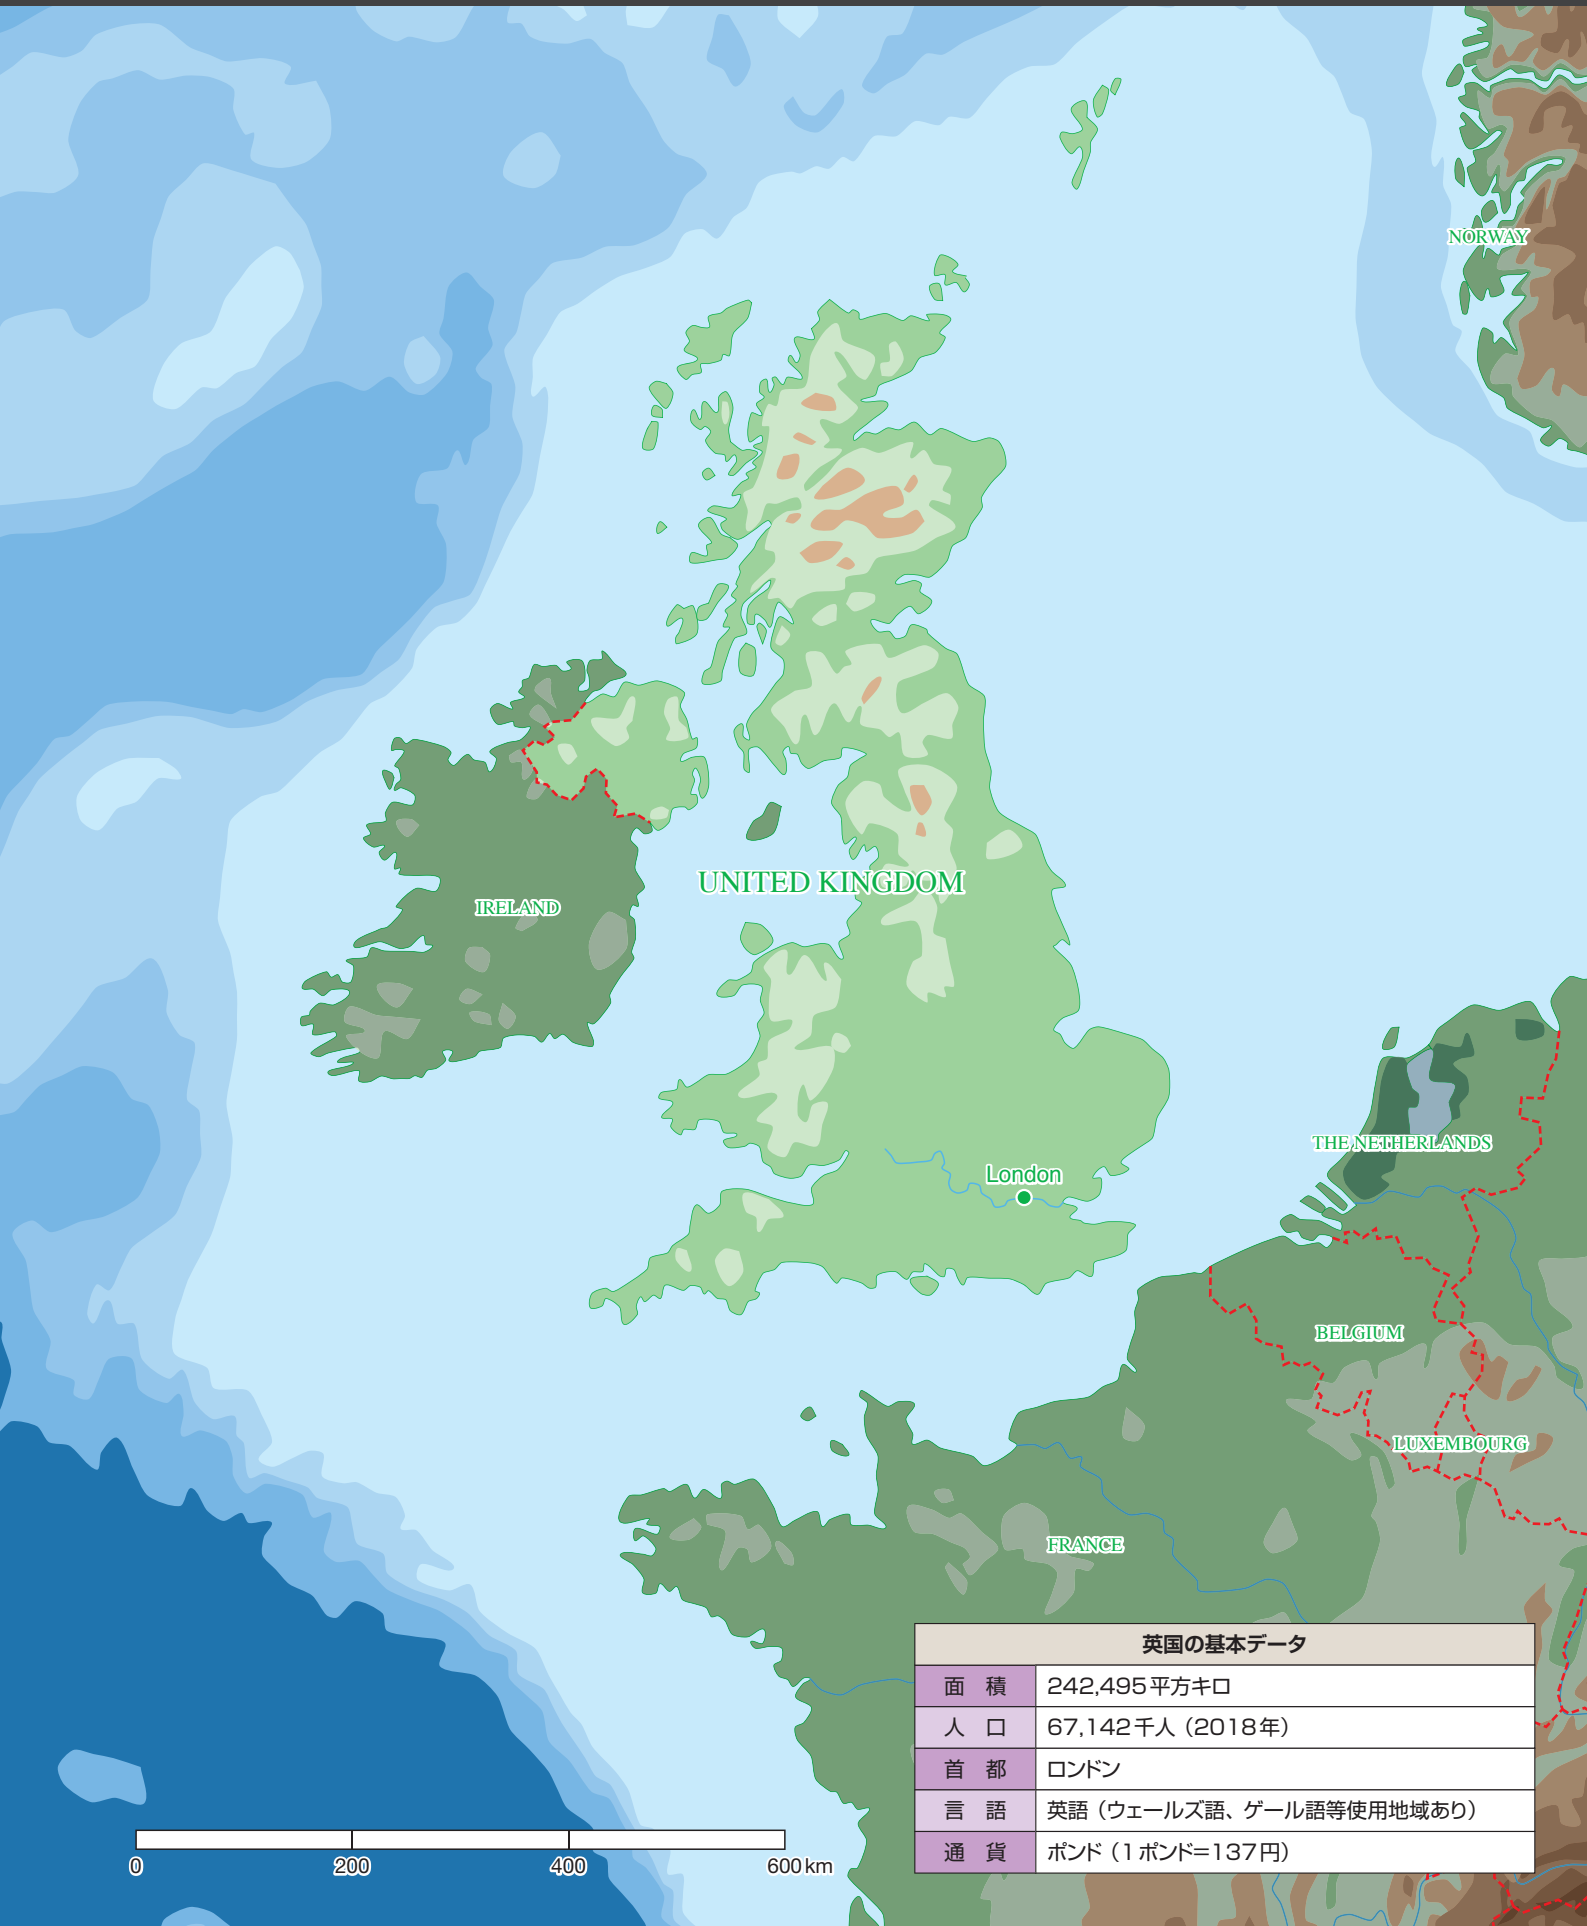 NORWAY
UNITED KINGDOM
IRELAND
THE NETHERLANDS
London
BELGIUM
LUXEMBOURG
FRANCE
英国の基本データ
面 積 242,495平方キロ
人 口 67,142千人（2018年）
首 都 ロンドン
言 語 英語（ウェールズ語、ゲール語等使用地域あり）
通 貨 ポンド（1ポンド＝137円）
0 200 400 600km